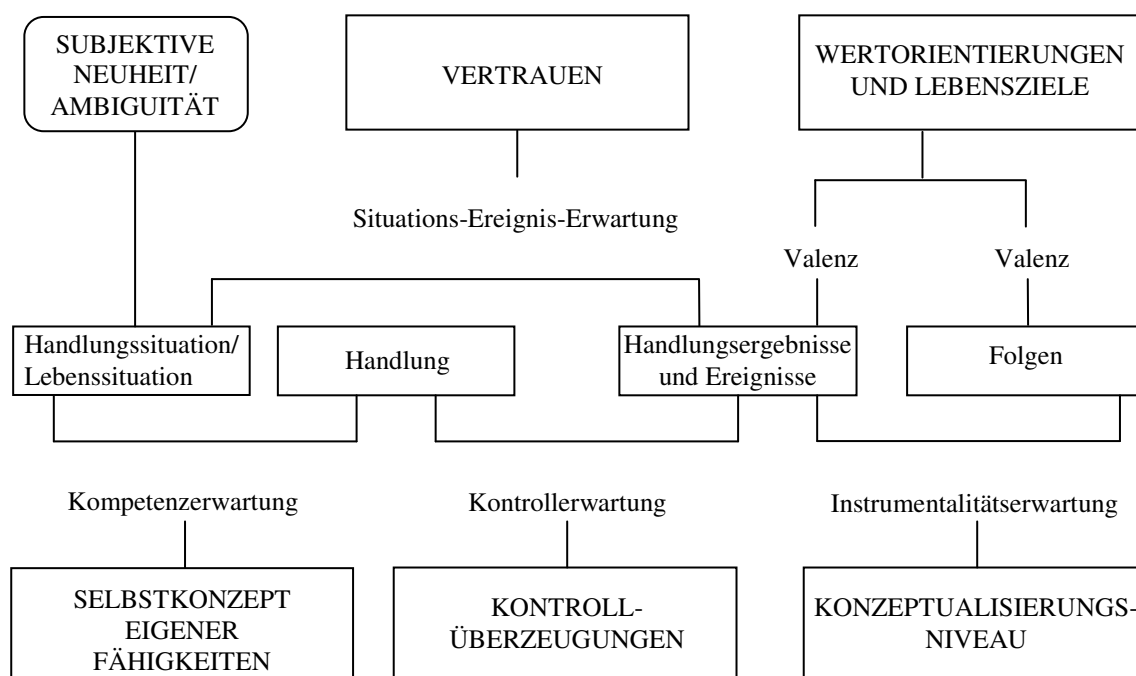 SUBJEKTIVE
NEUHEIT/
AMBIGUITÄT
VERTRAUEN
WERTORIENTIERUNGEN
UND LEBENSZIELE
Situations-Ereignis-Erwartung
Valenz
Valenz
Handlungssituation/
Lebenssituation
Handlung
Handlungsergebnisse
und Ereignisse
Folgen
Kompetenzerwartung
Kontrollerwartung
Instrumentalitätserwartung
SELBSTKONZEPT
EIGENER
FÄHIGKEITEN
KONTROLL-
ÜBERZEUGUNGEN
KONZEPTUALISIERUNGS-
NIVEAU